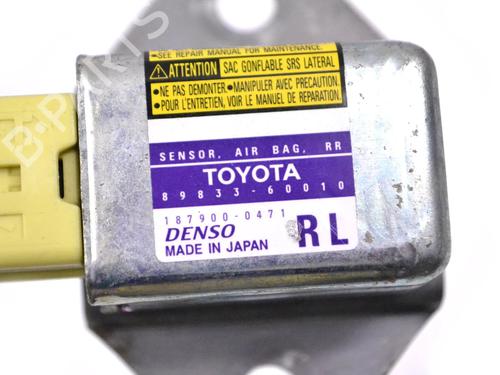 SEE REPAIR MANUAL FOR MAINTENANCE.
ATTENTION SAC GONFLABLE SRS LATERAL
•NE PAS DEMONTER.•MANIPULER AVEC PRECAUTION.
•POUR L'ENTRETIEN, VOIR LE MANUEL DE REPARATION.
SENSOR, AIR BAG, RR
TOYOTA
89833-60010
187900-0471
DENSO
MADE IN JAPAN
RL
B-PARTS